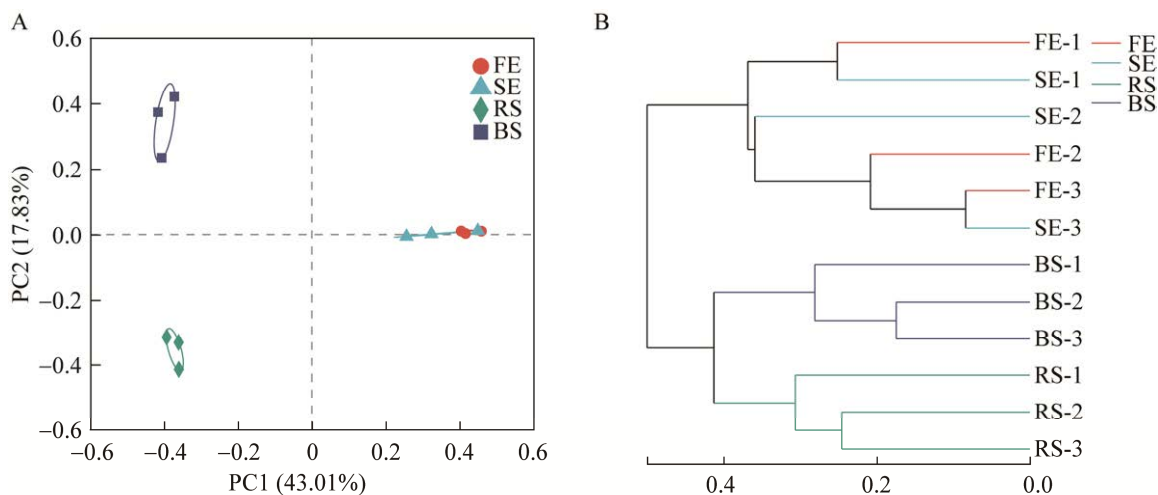 A
0.6
0.4
0.2
0.0
−0.2
−0.4
−0.6
PC2 (17.83%)
−0.6
−0.4
−0.2
0
0.2
0.4
0.6
PC1 (43.01%)
FE
SE
RS
BS
B
FE-1
SE-1
SE-2
FE-2
FE-3
SE-3
BS-1
BS-2
BS-3
RS-1
RS-2
RS-3
FE
SE
RS
BS
0.4
0.2
0.0